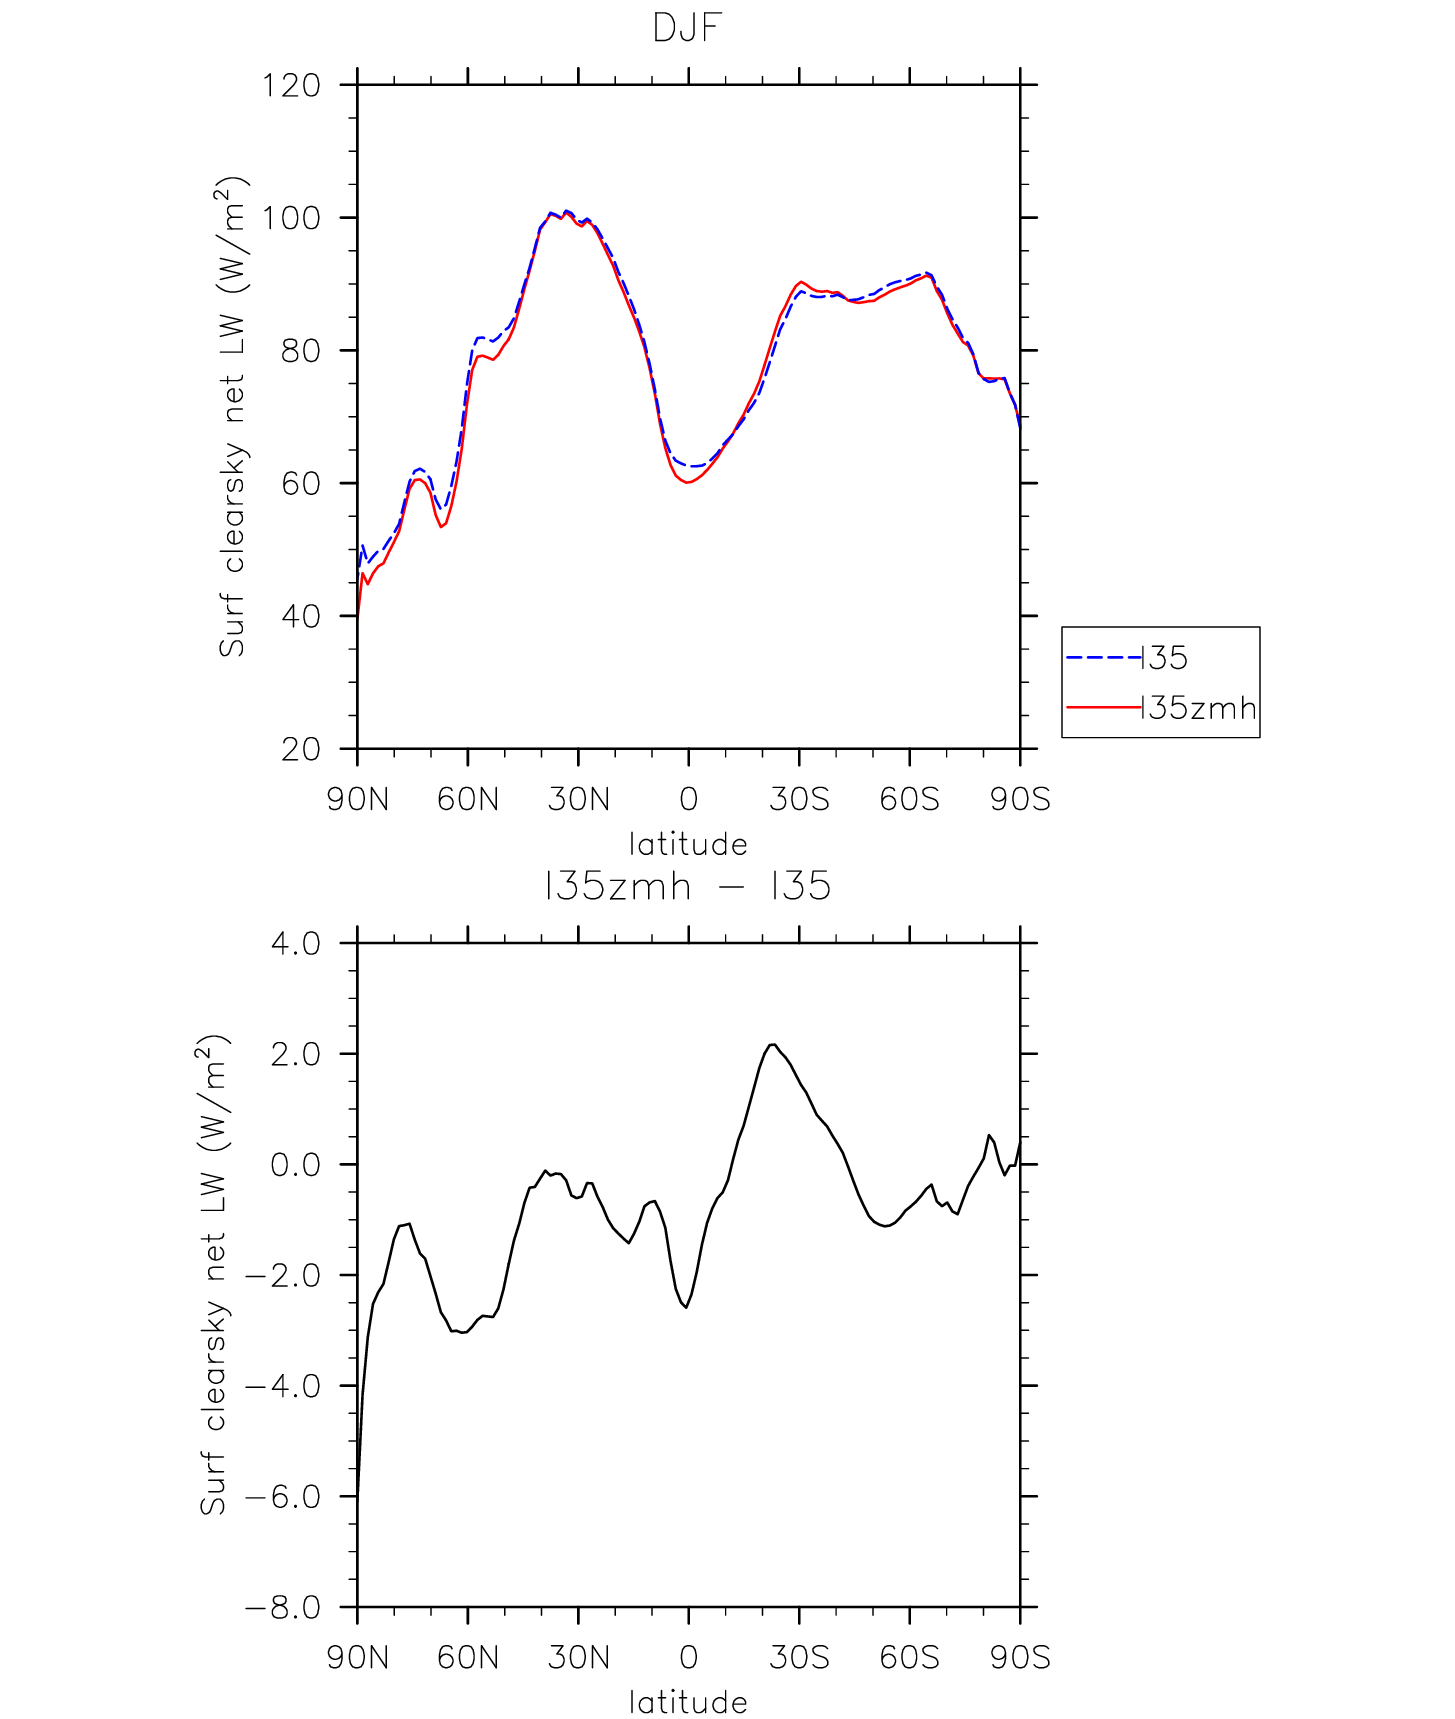 DJF
Surf clearsky net LW (W/m²)
120
100
80
60
40
20
90N 60N 30N 0 30S 60S 90S
latitude
I35
I35zmh
I35zmh − I35
Surf clearsky net LW (W/m²)
4.0
2.0
0.0
−2.0
−4.0
−6.0
−8.0
90N 60N 30N 0 30S 60S 90S
latitude